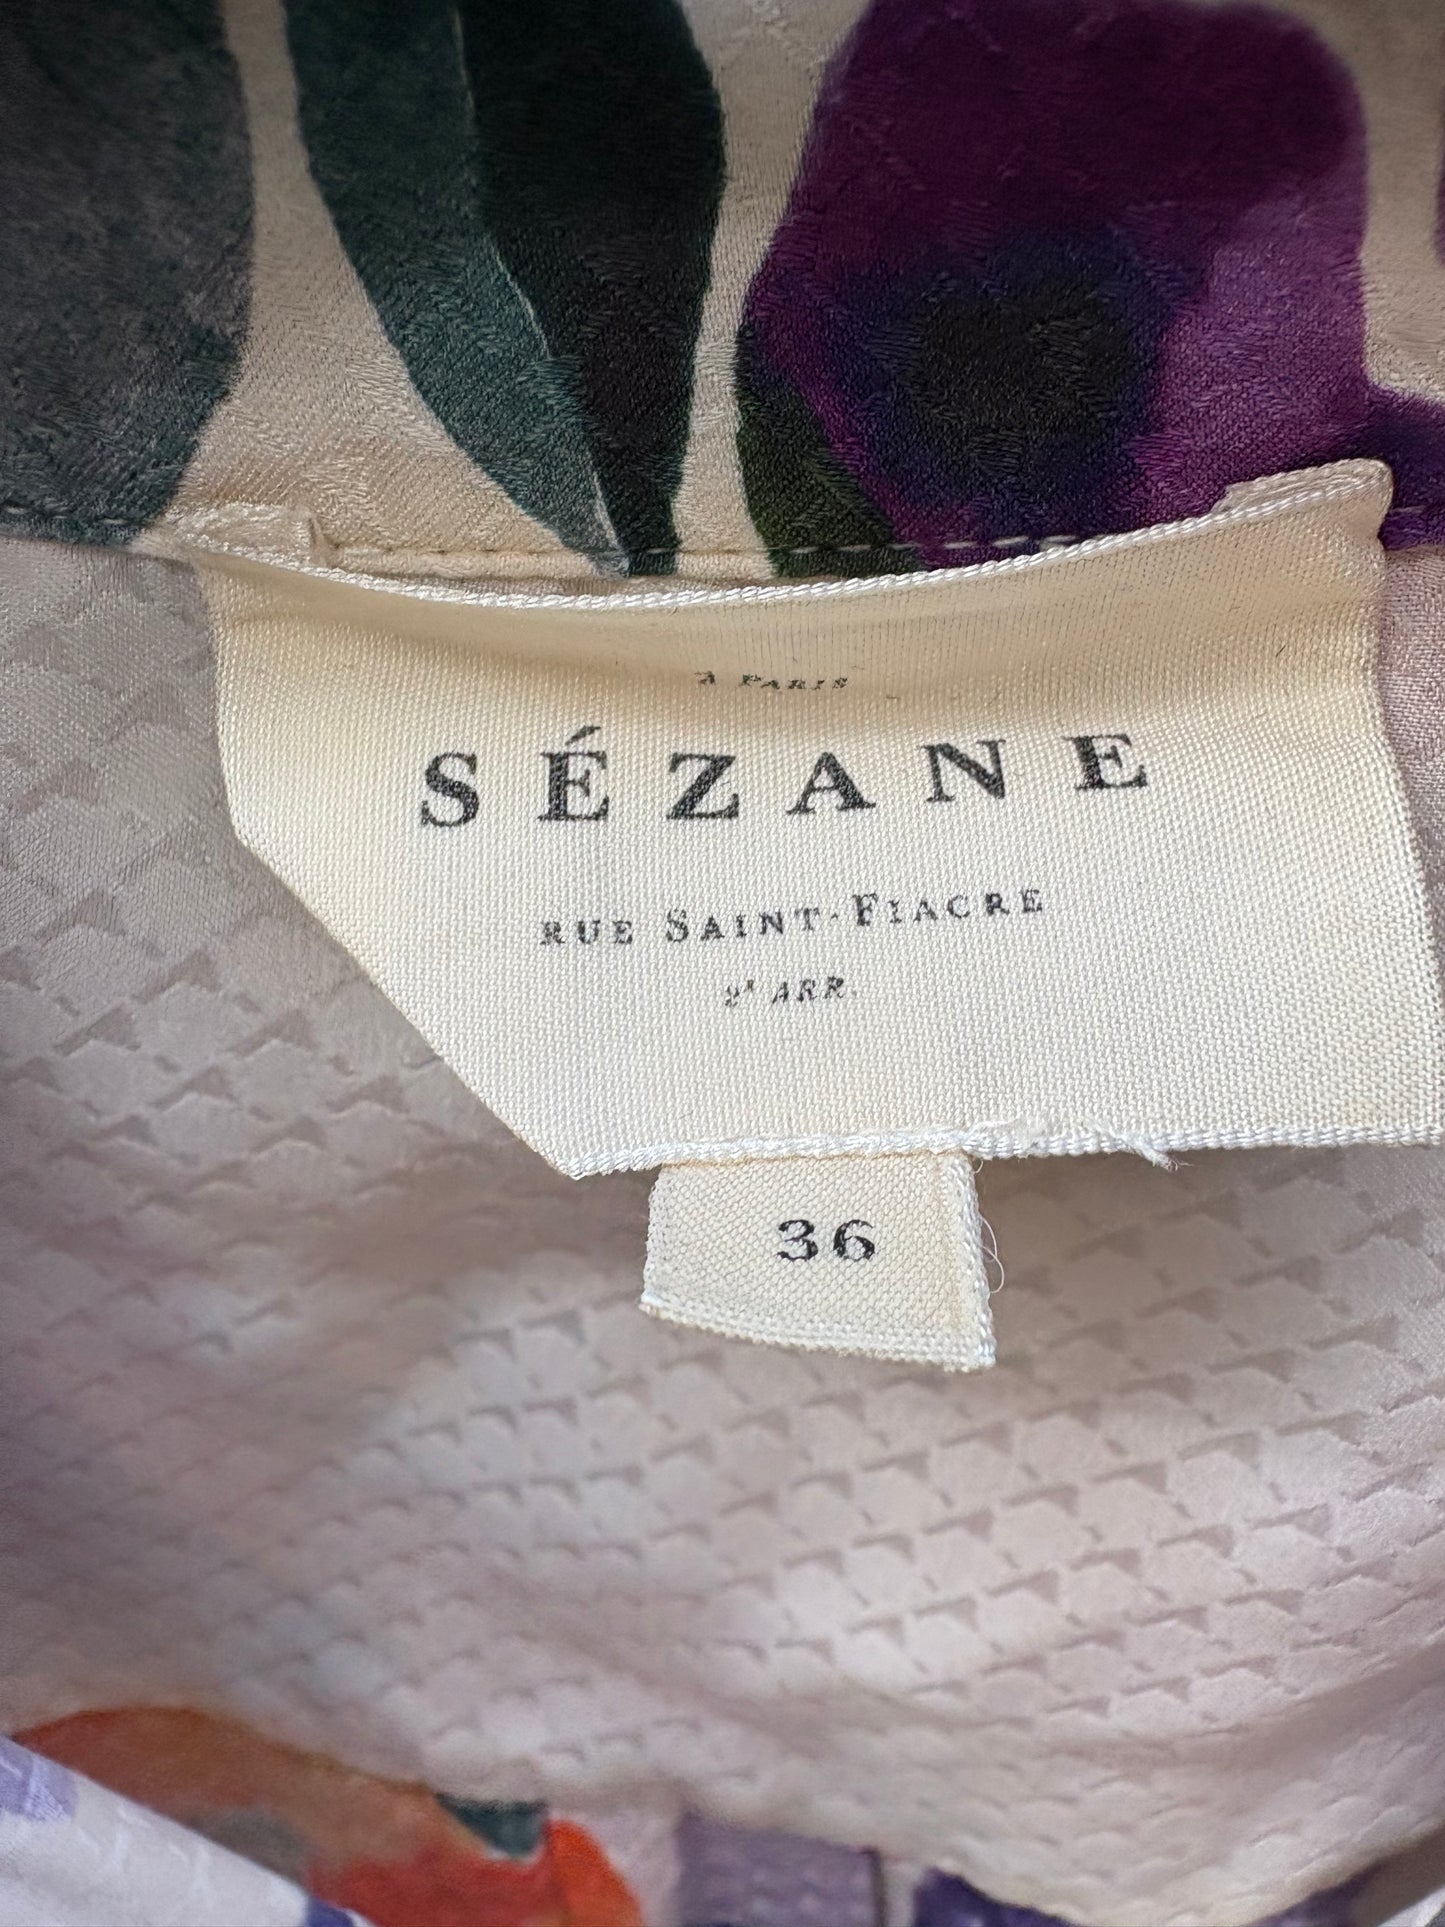 À PARIS
SÉZANE
RUE SAINT-FIACRE
2E ARR.
36